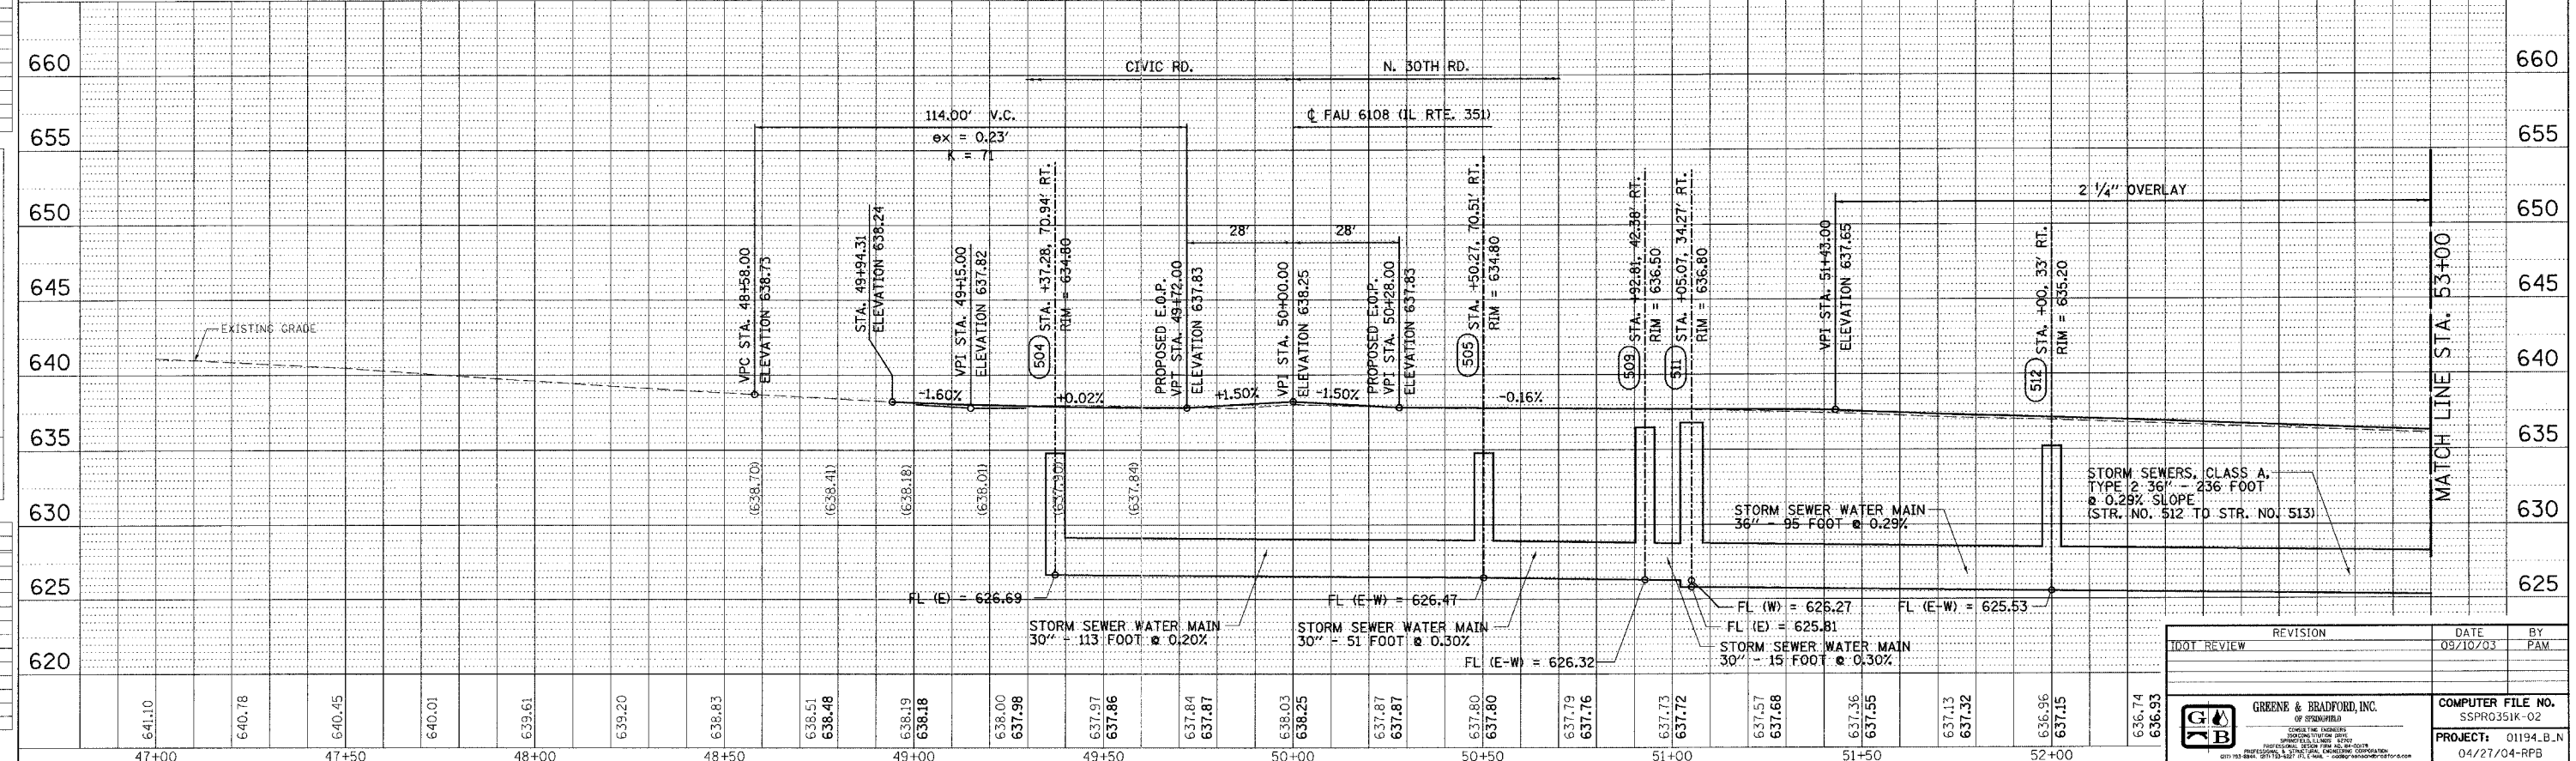 660
655
650
645
640
635
630
625
620
660
655
650
645
640
635
630
625
CIVIC RD.
N. 30TH RD.
114.00' V.C.
ex = 0.23'
K = 71
℄ FAU 6108 (IL RTE. 351)
2 1/4" OVERLAY
28'
28'
EXISTING GRADE
VPC STA. 48+58.00
ELEVATION 638.73
STA. 49+94.31
ELEVATION 638.24
VPI STA. 49+15.00
ELEVATION 637.82
504 STA. +37.28, 70.94' RT.
RIM = 634.80
PROPOSED E.O.P.
VPT STA. 49+72.00
ELEVATION 637.83
VPI STA. 50+00.00
ELEVATION 638.25
PROPOSED E.O.P.
VPI STA. 50+28.00
ELEVATION 637.83
505 STA. +50.27, 70.51' RT.
RIM = 634.80
509 STA. +92.81, 42.38' RT.
RIM = 636.50
511 STA. +05.07, 34.27' RT.
RIM = 636.80
VPI STA. 51+43.00
ELEVATION 637.65
512 STA. +00, 33' RT.
RIM = 635.20
MATCH LINE STA. 53+00
-1.60%
+0.02%
+1.50%
-1.50%
-0.16%
(638.70)
(638.41)
(638.18)
(638.01)
(637.90)
(637.84)
STORM SEWERS, CLASS A,
TYPE 2 36" - 236 FOOT
@ 0.29% SLOPE
(STR. NO. 512 TO STR. NO. 513)
STORM SEWER WATER MAIN
36" - 95 FOOT @ 0.29%
FL (E) = 626.69
FL (E-W) = 626.47
FL (W) = 626.27
FL (E-W) = 625.53
FL (E) = 625.81
STORM SEWER WATER MAIN
30" - 113 FOOT @ 0.20%
STORM SEWER WATER MAIN
30" - 51 FOOT @ 0.30%
STORM SEWER WATER MAIN
30" - 15 FOOT @ 0.30%
FL (E-W) = 626.32
641.10
640.78
640.45
640.01
639.61
639.20
638.83
638.51
638.48
638.19
638.18
638.00
637.98
637.97
637.86
637.84
637.87
638.03
638.25
637.87
637.87
637.80
637.80
637.79
637.76
637.73
637.72
637.57
637.68
637.36
637.55
637.13
637.32
636.96
637.15
636.74
636.93
47+00
47+50
48+00
48+50
49+00
49+50
50+00
50+50
51+00
51+50
52+00
REVISION DATE BY
IDOT REVIEW 09/10/03 PAM
G B
GREENE & BRADFORD, INC.
OF SPRINGFIELD
CONSULTING ENGINEERS
COMPUTER FILE NO.
SSPRO351K-02
PROJECT: 01194_B_N
04/27/04-RPB